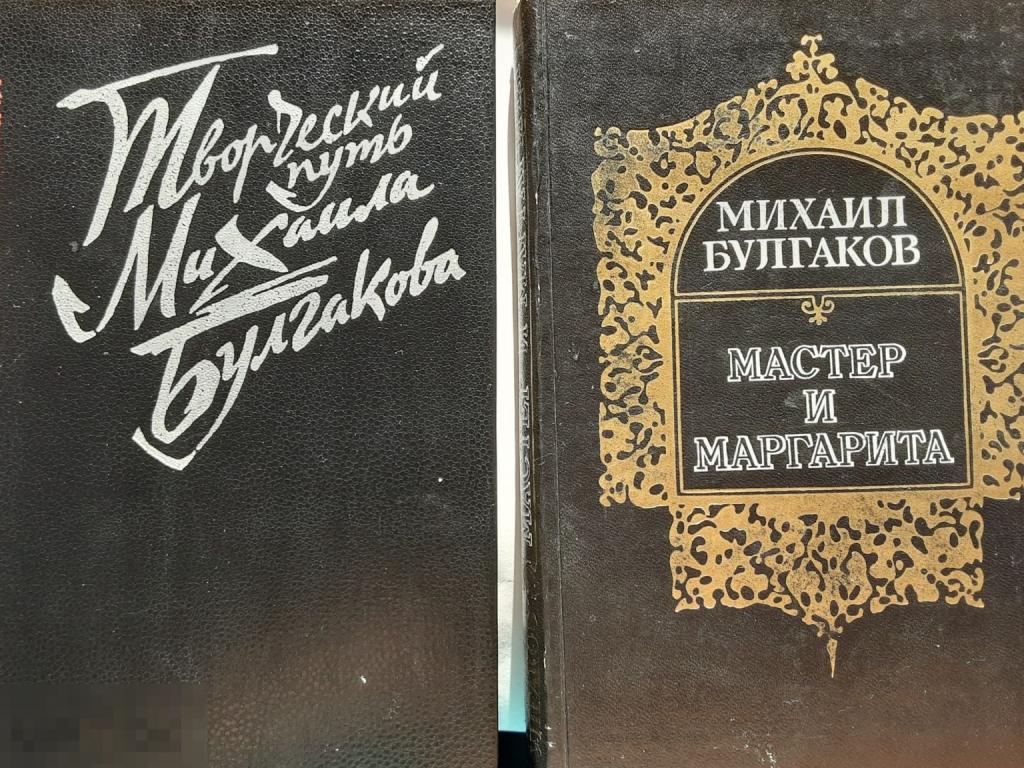 Творческий
путь
Михаила
Булгакова
МИХАИЛ
БУЛГАКОВ
МАСТЕР
И
МАРГАРИТА